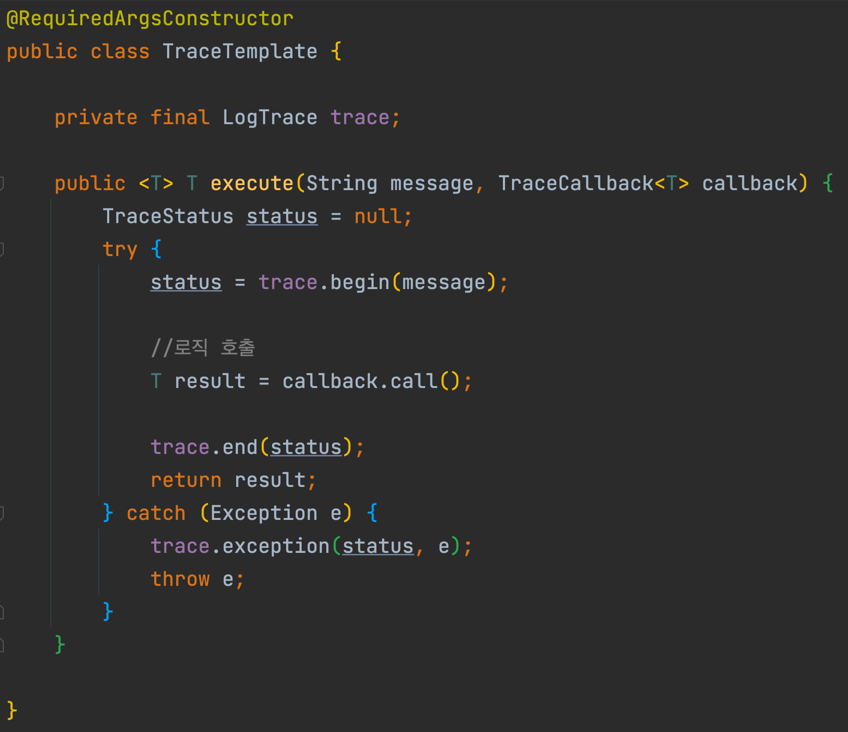 @RequiredArgsConstructor
public class TraceTemplate {
private final LogTrace trace;
public <T> T execute(String message, TraceCallback<T> callback) {
TraceStatus status = null;
try {
status = trace.begin(message);
//로직 호출
T result = callback.call();
trace.end(status);
return result;
} catch (Exception e) {
trace.exception(status, e);
throw e;
}
}
}